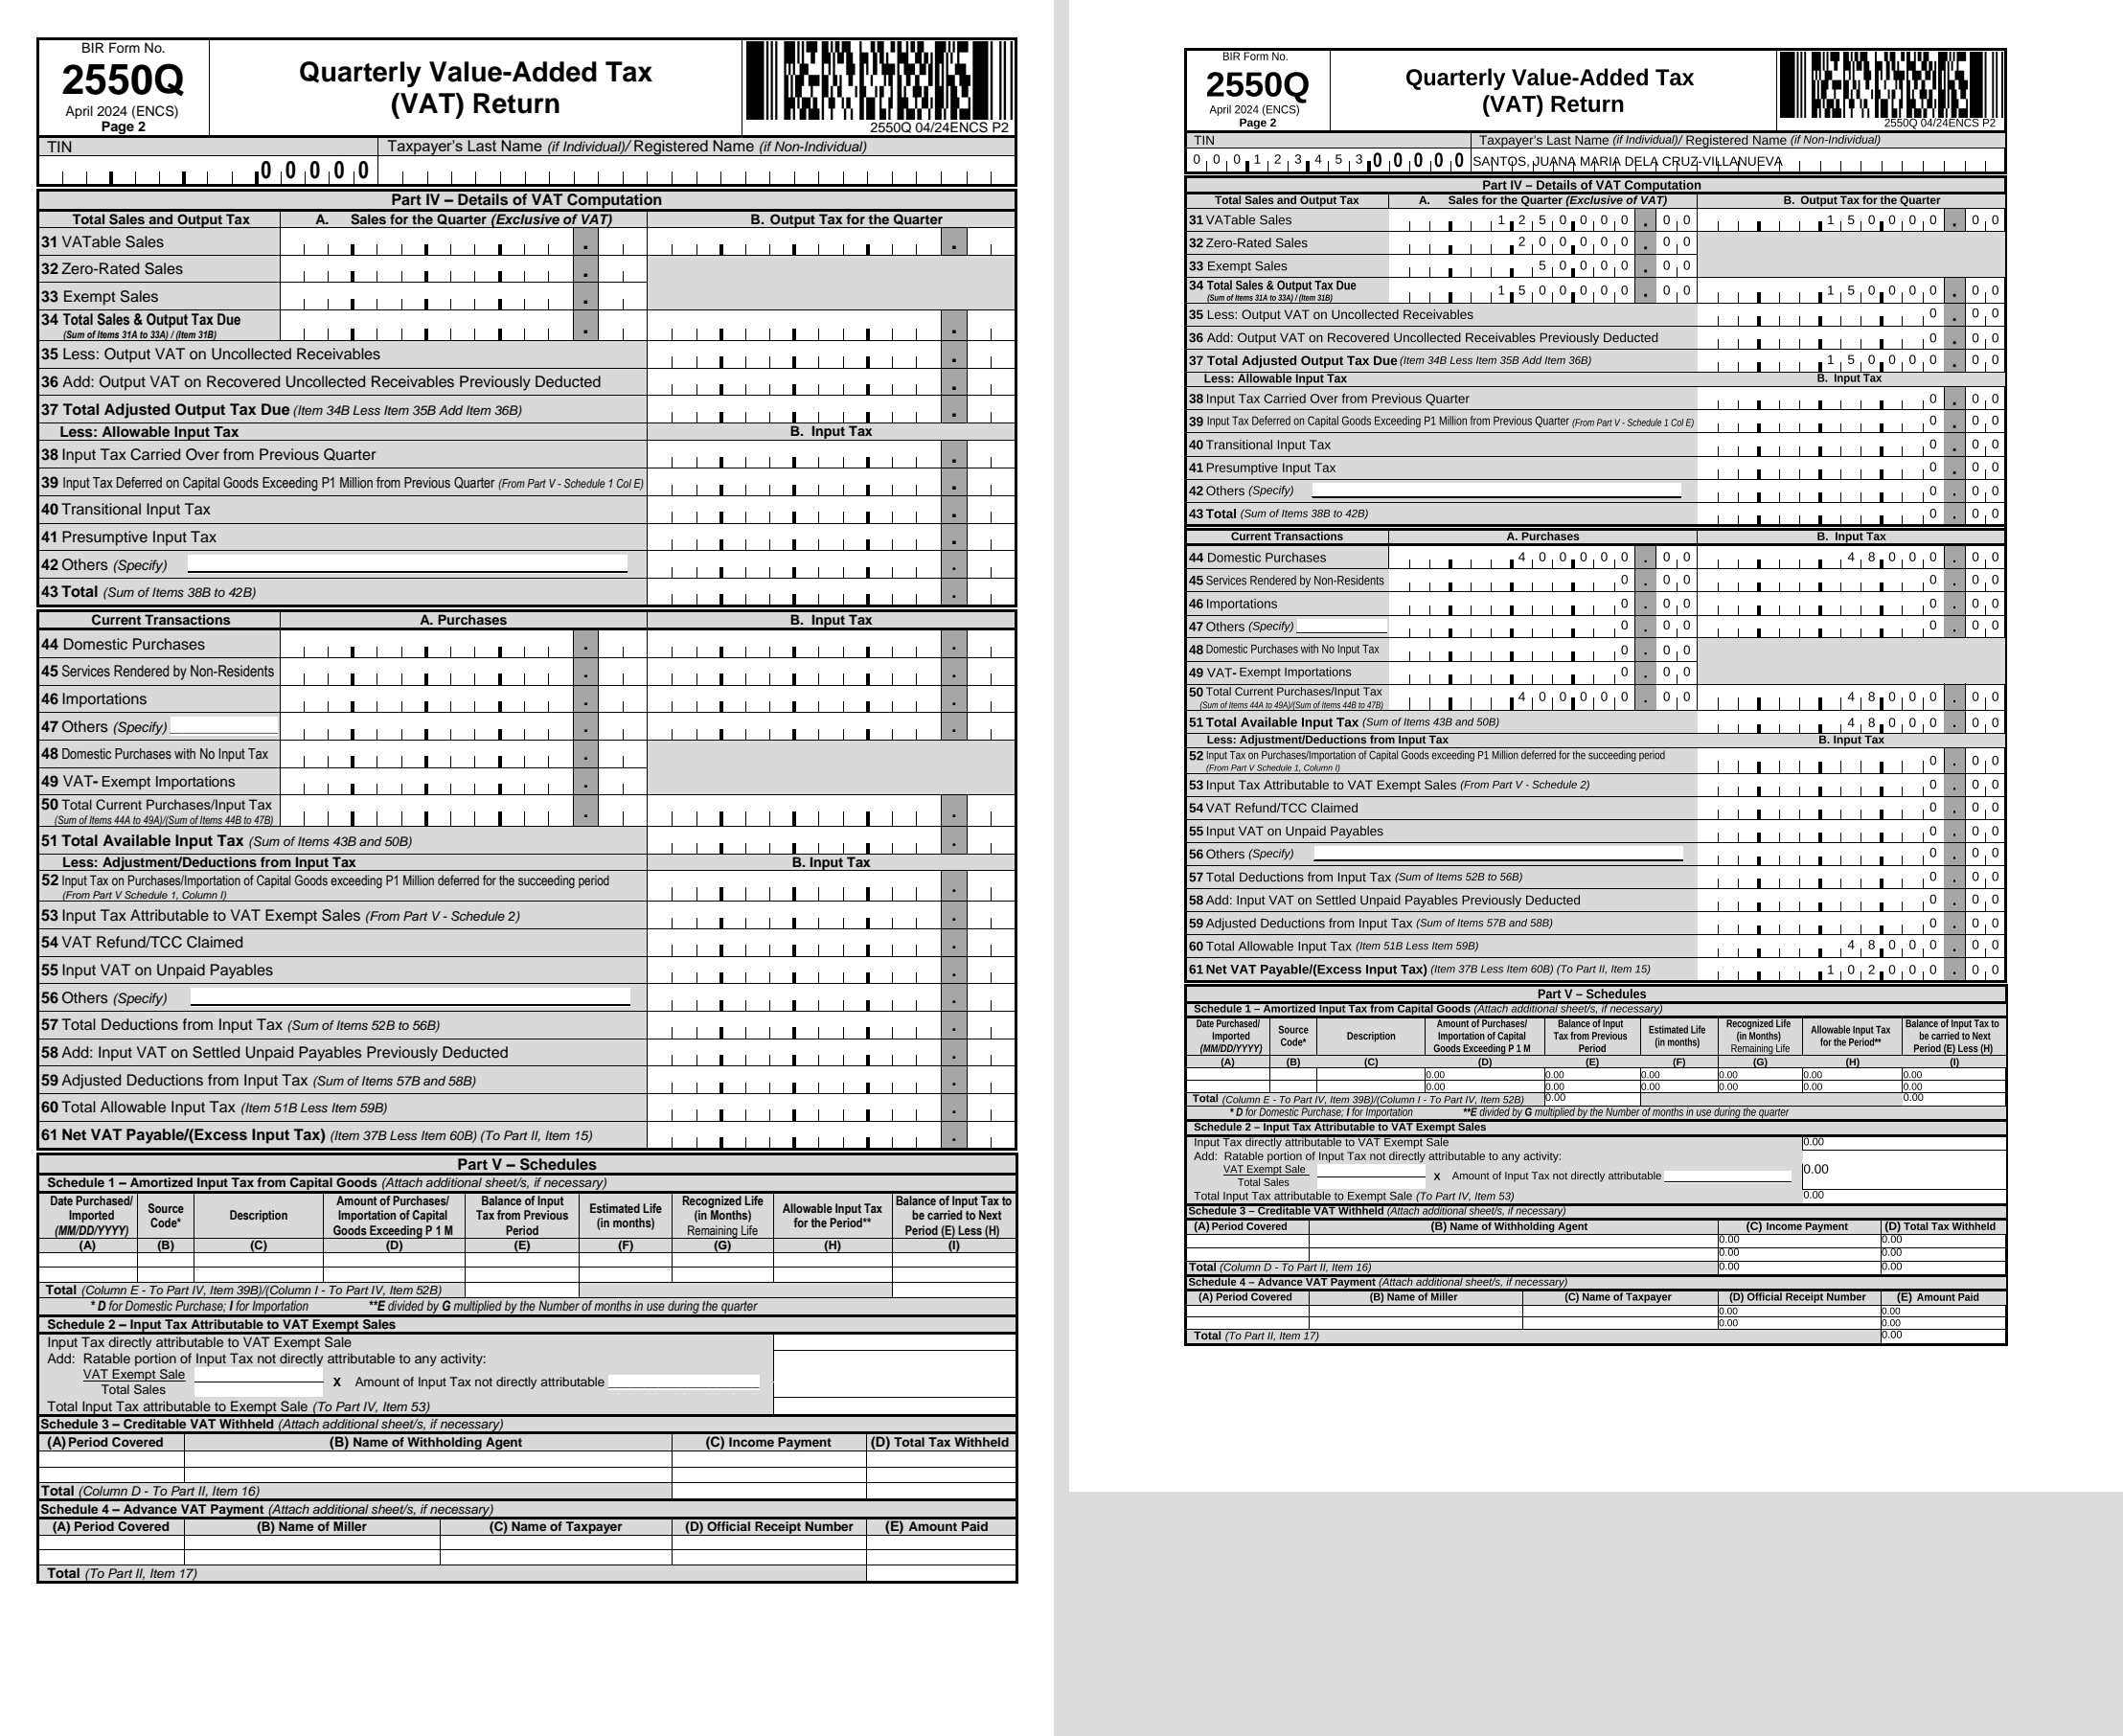 BIR Form No.
2550Q
April 2024 (ENCS)
Page 2
Quarterly Value-Added Tax
(VAT) Return
2550Q 04/24ENCS P2
TIN Taxpayer's Last Name (if Individual)/ Registered Name (if Non-Individual)
0 0 0 0 0
Part IV – Details of VAT Computation
Total Sales and Output Tax A. Sales for the Quarter (Exclusive of VAT) B. Output Tax for the Quarter
31 VATable Sales . .
32 Zero-Rated Sales .
33 Exempt Sales .
34 Total Sales & Output Tax Due . .
(Sum of Items 31A to 33A) / (Item 31B)
35 Less: Output VAT on Uncollected Receivables .
36 Add: Output VAT on Recovered Uncollected Receivables Previously Deducted .
37 Total Adjusted Output Tax Due (Item 34B Less Item 35B Add Item 36B) .
Less: Allowable Input Tax B. Input Tax
38 Input Tax Carried Over from Previous Quarter .
39 Input Tax Deferred on Capital Goods Exceeding P1 Million from Previous Quarter (From Part V - Schedule 1 Col E) .
40 Transitional Input Tax .
41 Presumptive Input Tax .
42 Others (Specify) .
43 Total (Sum of Items 38B to 42B) .
Current Transactions A. Purchases B. Input Tax
44 Domestic Purchases . .
45 Services Rendered by Non-Residents . .
46 Importations . .
47 Others (Specify) . .
48 Domestic Purchases with No Input Tax .
49 VAT- Exempt Importations .
50 Total Current Purchases/Input Tax . .
(Sum of Items 44A to 49A)/(Sum of Items 44B to 47B)
51 Total Available Input Tax (Sum of Items 43B and 50B) .
Less: Adjustment/Deductions from Input Tax B. Input Tax
52 Input Tax on Purchases/Importation of Capital Goods exceeding P1 Million deferred for the succeeding period .
(From Part V Schedule 1, Column I)
53 Input Tax Attributable to VAT Exempt Sales (From Part V - Schedule 2) .
54 VAT Refund/TCC Claimed .
55 Input VAT on Unpaid Payables .
56 Others (Specify) .
57 Total Deductions from Input Tax (Sum of Items 52B to 56B) .
58 Add: Input VAT on Settled Unpaid Payables Previously Deducted .
59 Adjusted Deductions from Input Tax (Sum of Items 57B and 58B) .
60 Total Allowable Input Tax (Item 51B Less Item 59B) .
61 Net VAT Payable/(Excess Input Tax) (Item 37B Less Item 60B) (To Part II, Item 15) .
Part V – Schedules
Schedule 1 – Amortized Input Tax from Capital Goods (Attach additional sheet/s, if necessary)
Date Purchased/ Imported (MM/DD/YYYY) Source Code* Description Amount of Purchases/ Importation of Capital Goods Exceeding P 1 M Balance of Input Tax from Previous Period Estimated Life (in months) Recognized Life (in Months) Remaining Life Allowable Input Tax for the Period** Balance of Input Tax to be carried to Next Period (E) Less (H)
(A) (B) (C) (D) (E) (F) (G) (H) (I)
Total (Column E - To Part IV, Item 39B)/(Column I - To Part IV, Item 52B)
* D for Domestic Purchase; I for Importation **E divided by G multiplied by the Number of months in use during the quarter
Schedule 2 – Input Tax Attributable to VAT Exempt Sales
Input Tax directly attributable to VAT Exempt Sale
Add: Ratable portion of Input Tax not directly attributable to any activity:
VAT Exempt Sale
Total Sales
X Amount of Input Tax not directly attributable
Total Input Tax attributable to Exempt Sale (To Part IV, Item 53)
Schedule 3 – Creditable VAT Withheld (Attach additional sheet/s, if necessary)
(A) Period Covered (B) Name of Withholding Agent (C) Income Payment (D) Total Tax Withheld
Total (Column D - To Part II, Item 16)
Schedule 4 – Advance VAT Payment (Attach additional sheet/s, if necessary)
(A) Period Covered (B) Name of Miller (C) Name of Taxpayer (D) Official Receipt Number (E) Amount Paid
Total (To Part II, Item 17)
BIR Form No.
2550Q
April 2024 (ENCS)
Page 2
Quarterly Value-Added Tax
(VAT) Return
2550Q 04/24ENCS P2
TIN Taxpayer's Last Name (if Individual)/ Registered Name (if Non-Individual)
0 0 0 1 2 3 4 5 3 0 0 0 0 0 SANTOS, JUANA MARIA DELA CRUZ-VILLANUEVA
Part IV – Details of VAT Computation
Total Sales and Output Tax A. Sales for the Quarter (Exclusive of VAT) B. Output Tax for the Quarter
31 VATable Sales 1 2 5 0 0 0 0 . 0 0 1 5 0 0 0 0 . 0 0
32 Zero-Rated Sales 2 0 0 0 0 0 . 0 0
33 Exempt Sales 5 0 0 0 0 . 0 0
34 Total Sales & Output Tax Due 1 5 0 0 0 0 0 . 0 0 1 5 0 0 0 0 . 0 0
(Sum of Items 31A to 33A) / (Item 31B)
35 Less: Output VAT on Uncollected Receivables 0 . 0 0
36 Add: Output VAT on Recovered Uncollected Receivables Previously Deducted 0 . 0 0
37 Total Adjusted Output Tax Due (Item 34B Less Item 35B Add Item 36B) 1 5 0 0 0 0 . 0 0
Less: Allowable Input Tax B. Input Tax
38 Input Tax Carried Over from Previous Quarter 0 . 0 0
39 Input Tax Deferred on Capital Goods Exceeding P1 Million from Previous Quarter (From Part V - Schedule 1 Col E) 0 . 0 0
40 Transitional Input Tax 0 . 0 0
41 Presumptive Input Tax 0 . 0 0
42 Others (Specify) 0 . 0 0
43 Total (Sum of Items 38B to 42B) 0 . 0 0
Current Transactions A. Purchases B. Input Tax
44 Domestic Purchases 4 0 0 0 0 0 . 0 0 4 8 0 0 0 . 0 0
45 Services Rendered by Non-Residents 0 . 0 0 0 . 0 0
46 Importations 0 . 0 0 0 . 0 0
47 Others (Specify) 0 . 0 0 0 . 0 0
48 Domestic Purchases with No Input Tax 0 . 0 0
49 VAT- Exempt Importations 0 . 0 0
50 Total Current Purchases/Input Tax 4 0 0 0 0 0 . 0 0 4 8 0 0 0 . 0 0
(Sum of Items 44A to 49A)/(Sum of Items 44B to 47B)
51 Total Available Input Tax (Sum of Items 43B and 50B) 4 8 0 0 0 . 0 0
Less: Adjustment/Deductions from Input Tax B. Input Tax
52 Input Tax on Purchases/Importation of Capital Goods exceeding P1 Million deferred for the succeeding period 0 . 0 0
(From Part V Schedule 1, Column I)
53 Input Tax Attributable to VAT Exempt Sales (From Part V - Schedule 2) 0 . 0 0
54 VAT Refund/TCC Claimed 0 . 0 0
55 Input VAT on Unpaid Payables 0 . 0 0
56 Others (Specify) 0 . 0 0
57 Total Deductions from Input Tax (Sum of Items 52B to 56B) 0 . 0 0
58 Add: Input VAT on Settled Unpaid Payables Previously Deducted 0 . 0 0
59 Adjusted Deductions from Input Tax (Sum of Items 57B and 58B) 0 . 0 0
60 Total Allowable Input Tax (Item 51B Less Item 59B) 4 8 0 0 0 . 0 0
61 Net VAT Payable/(Excess Input Tax) (Item 37B Less Item 60B) (To Part II, Item 15) 1 0 2 0 0 0 . 0 0
Part V – Schedules
Schedule 1 – Amortized Input Tax from Capital Goods (Attach additional sheet/s, if necessary)
Date Purchased/ Imported (MM/DD/YYYY) Source Code* Description Amount of Purchases/ Importation of Capital Goods Exceeding P 1 M Balance of Input Tax from Previous Period Estimated Life (in months) Recognized Life (in Months) Remaining Life Allowable Input Tax for the Period** Balance of Input Tax to be carried to Next Period (E) Less (H)
(A) (B) (C) (D) (E) (F) (G) (H) (I)
0.00 0.00 0.00 0.00 0.00 0.00
0.00 0.00 0.00 0.00 0.00 0.00
Total (Column E - To Part IV, Item 39B)/(Column I - To Part IV, Item 52B) 0.00 0.00
* D for Domestic Purchase; I for Importation **E divided by G multiplied by the Number of months in use during the quarter
Schedule 2 – Input Tax Attributable to VAT Exempt Sales
Input Tax directly attributable to VAT Exempt Sale 0.00
Add: Ratable portion of Input Tax not directly attributable to any activity:
VAT Exempt Sale
Total Sales
X Amount of Input Tax not directly attributable 0.00
Total Input Tax attributable to Exempt Sale (To Part IV, Item 53) 0.00
Schedule 3 – Creditable VAT Withheld (Attach additional sheet/s, if necessary)
(A) Period Covered (B) Name of Withholding Agent (C) Income Payment (D) Total Tax Withheld
0.00 0.00
0.00 0.00
Total (Column D - To Part II, Item 16) 0.00 0.00
Schedule 4 – Advance VAT Payment (Attach additional sheet/s, if necessary)
(A) Period Covered (B) Name of Miller (C) Name of Taxpayer (D) Official Receipt Number (E) Amount Paid
0.00 0.00
0.00 0.00
Total (To Part II, Item 17) 0.00